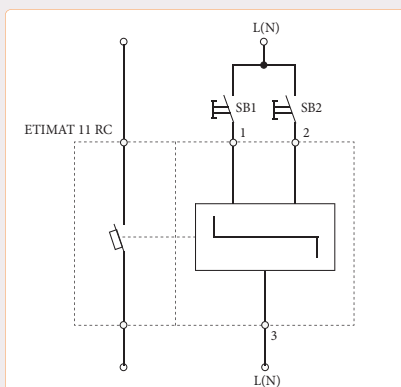 L(N)
SB1
SB2
ETIMAT 11 RC
1
2
3
L(N)